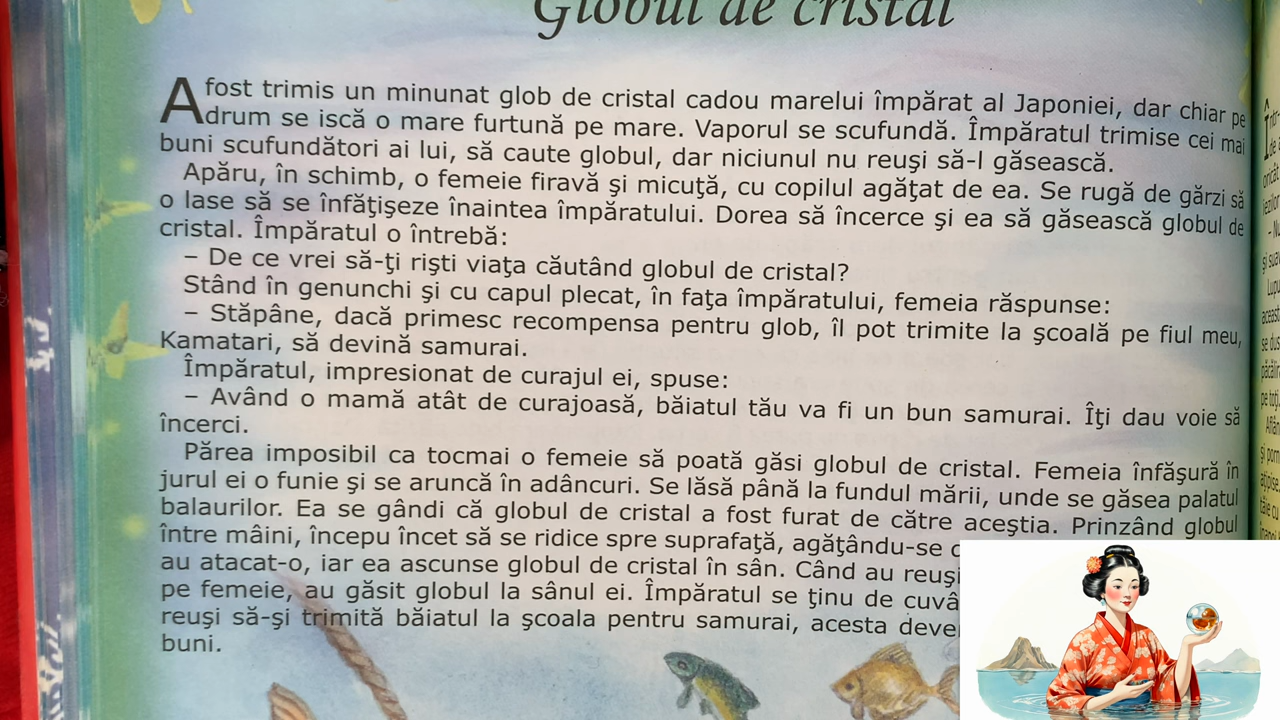 Globul de cristal
A fost trimis un minunat glob de cristal cadou marelui împărat al Japoniei, dar chiar pe
drum se iscă o mare furtună pe mare. Vaporul se scufundă. Împăratul trimise cei mai
buni scufundători ai lui, să caute globul, dar niciunul nu reuşi să-l găsească.
Apăru, în schimb, o femeie firavă şi micuţă, cu copilul agăţat de ea. Se rugă de gărzi să
o lase să se înfăţişeze înaintea împăratului. Dorea să încerce şi ea să găsească globul de
cristal. Împăratul o întrebă:
– De ce vrei să-ţi rişti viaţa căutând globul de cristal?
Stând în genunchi şi cu capul plecat, în faţa împăratului, femeia răspunse:
– Stăpâne, dacă primesc recompensa pentru glob, îl pot trimite la şcoală pe fiul meu,
Kamatari, să devină samurai.
Împăratul, impresionat de curajul ei, spuse:
– Având o mamă atât de curajoasă, băiatul tău va fi un bun samurai. Îţi dau voie să
încerci.
Părea imposibil ca tocmai o femeie să poată găsi globul de cristal. Femeia înfăşură în
jurul ei o funie şi se aruncă în adâncuri. Se lăsă până la fundul mării, unde se găsea palatul
balaurilor. Ea se gândi că globul de cristal a fost furat de către aceştia. Prinzând globul
între mâini, începu încet să se ridice spre suprafaţă, agăţându-se
au atacat-o, iar ea ascunse globul de cristal în sân. Când au
pe femeie, au găsit globul la sânul ei. Împăratul se ţinu de
reuşi să-şi trimită băiatul la şcoala pentru samurai, acesta
buni.